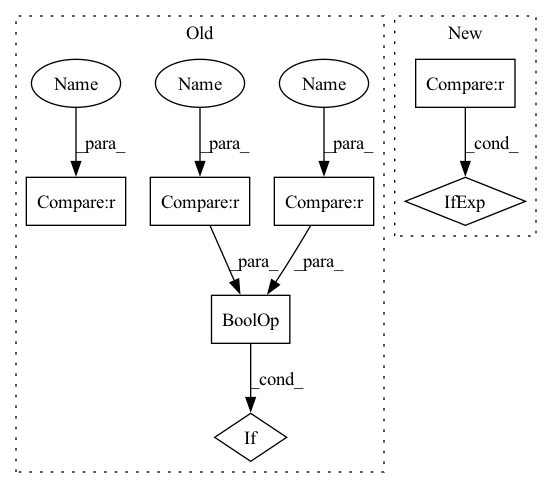 Old
New
Name
Name
Name
Compare:r
_para_
_para_
_para_
_cond_
Compare:r
Compare:r
Compare:r
IfExp
_para_
_para_
BoolOp
_cond_
If